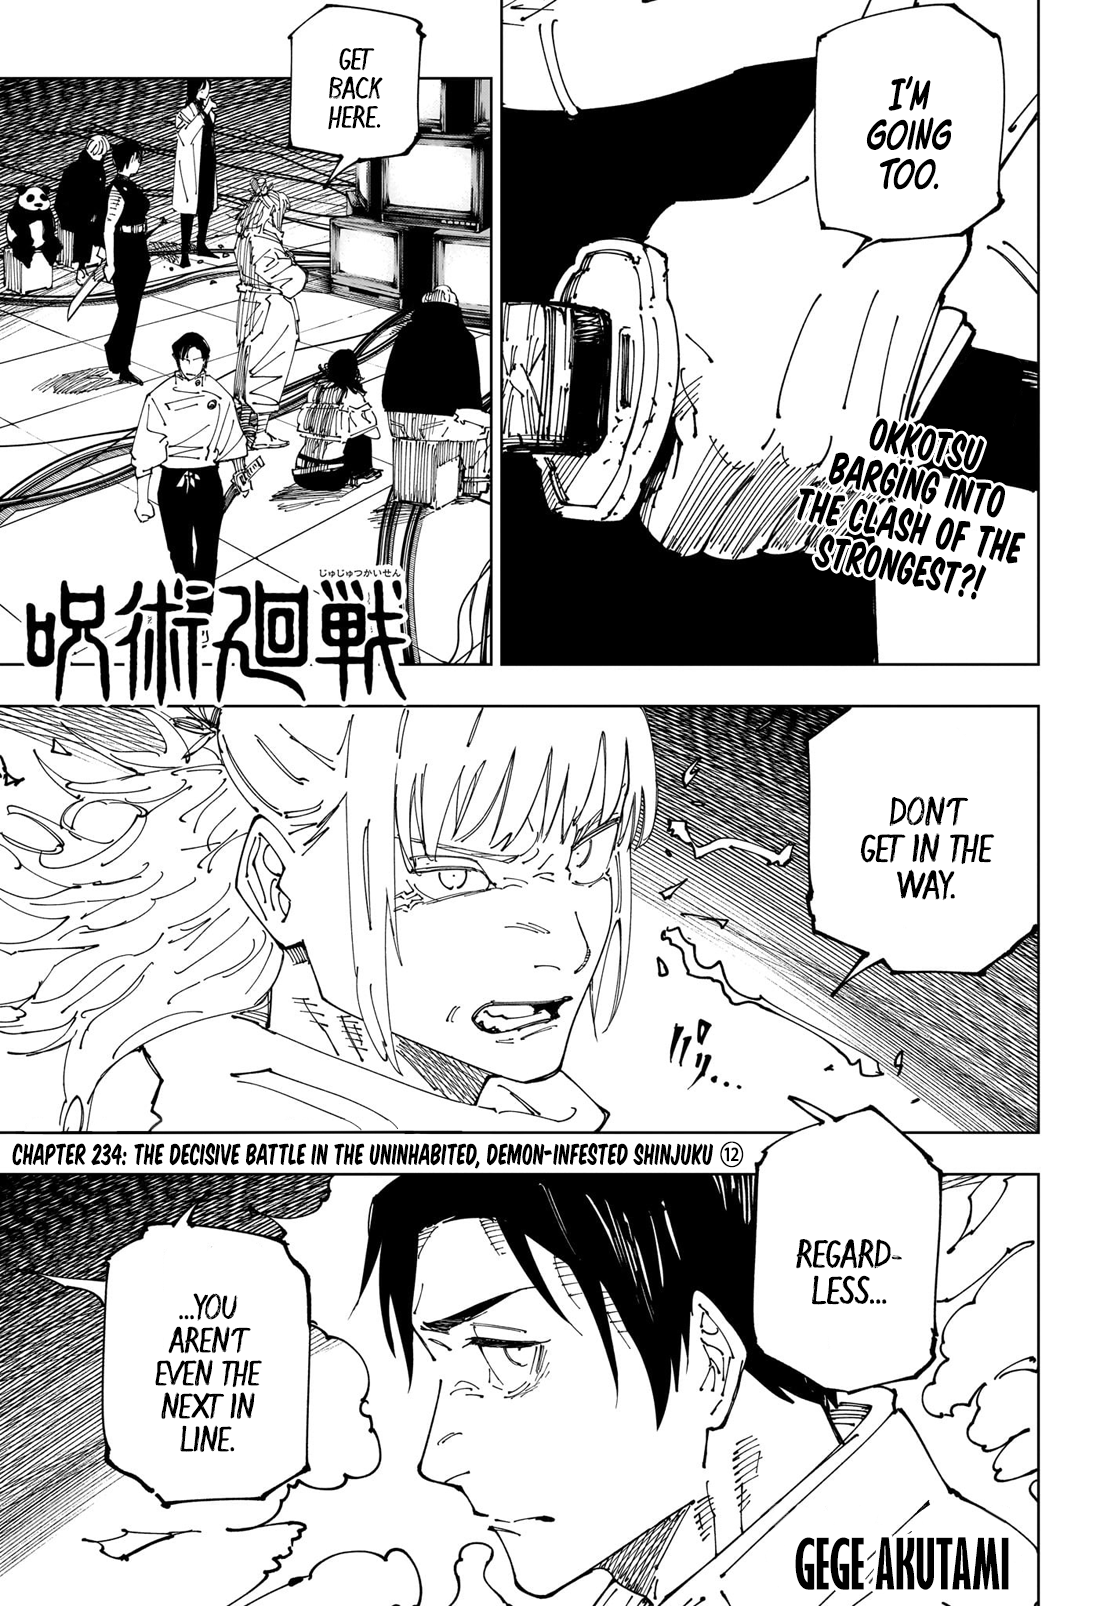 I'M
GOING
TOO.
OKKOTSU
BARGING INTO
THE CLASH OF THE
STRONGEST?!
GET
BACK
HERE.
じゅじゅつかいせん
呪術廻戦
DON'T
GET IN THE
WAY.
CHAPTER 234: THE DECISIVE BATTLE IN THE UNINHABITED, DEMON-INFESTED SHINJUKU ⑫
REGARD-
LESS...
...YOU
AREN'T
EVEN THE
NEXT IN
LINE.
GEGE AKUTAMI